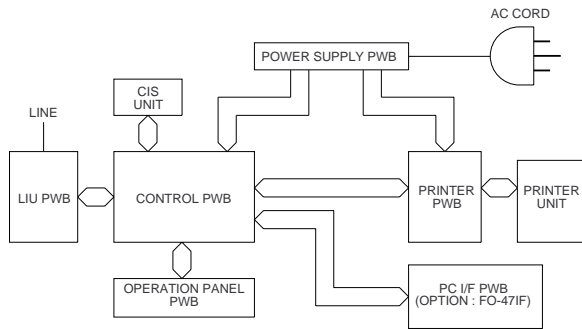 AC CORD
POWER SUPPLY PWB
CIS
UNIT
LINE
LIU PWB
CONTROL PWB
PRINTER
PWB
PRINTER
UNIT
OPERATION PANEL
PWB
PC I/F PWB
(OPTION : FO-47IF)